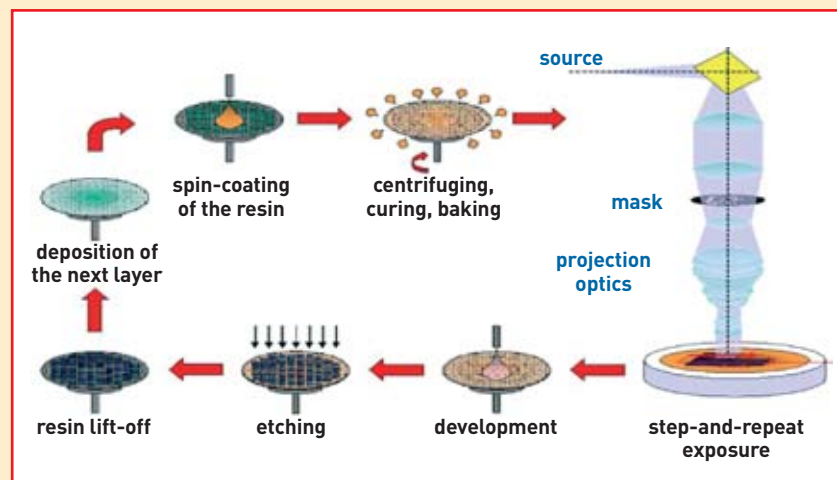 source
spin-coating
of the resin
centrifuging,
curing, baking
mask
deposition of
the next layer
projection
optics
resin lift-off
etching
development
step-and-repeat
exposure